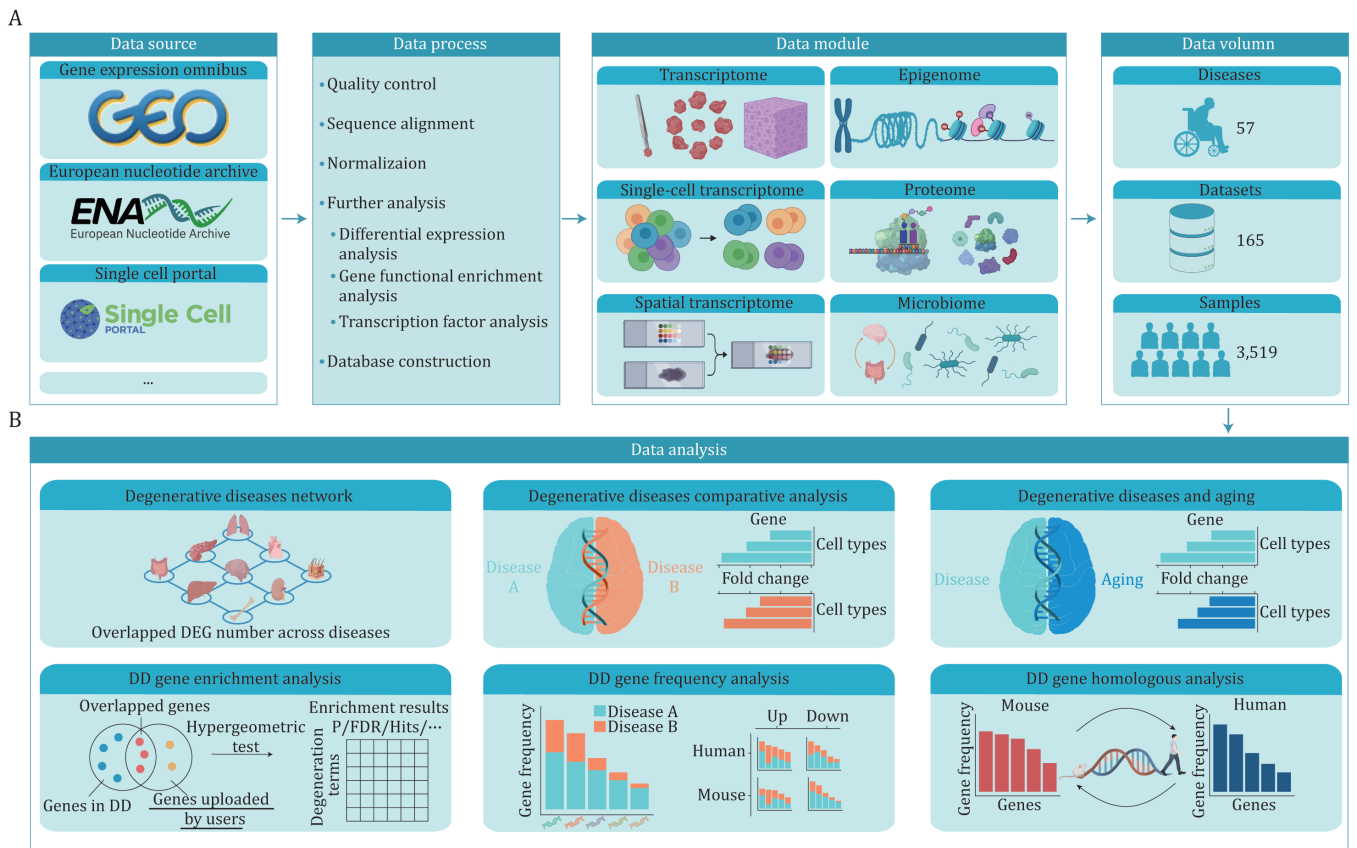 A
Data source
Gene expression omnibus
GEO
European nucleotide archive
ENA
European Nucleotide Archive
Single cell portal
Single Cell
PORTAL
...
Data process
• Quality control
• Sequence alignment
• Normalizaion
• Further analysis
• Differential expression
analysis
• Gene functional enrichment
analysis
• Transcription factor analysis
• Database construction
Data module
Transcriptome
Epigenome
Single-cell transcriptome
Proteome
Spatial transcriptome
Microbiome
Data volumn
Diseases
57
Datasets
165
Samples
3,519
B
Data analysis
Degenerative diseases network
Overlapped DEG number across diseases
Degenerative diseases comparative analysis
Disease
A
Disease
B
Gene
Cell types
Fold change
Cell types
Degenerative diseases and aging
Disease
Aging
Gene
Cell types
Fold change
Cell types
DD gene enrichment analysis
Overlapped genes
Genes in DD
Genes uploaded
by users
Hypergeometric
test
Enrichment results
P/FDR/Hits/···
Degeneration
terms
DD gene frequency analysis
Gene frequency
Disease A
Disease B
Up
Down
Human
Mouse
DD gene homologous analysis
Mouse
Gene frequency
Genes
Human
Gene frequency
Genes